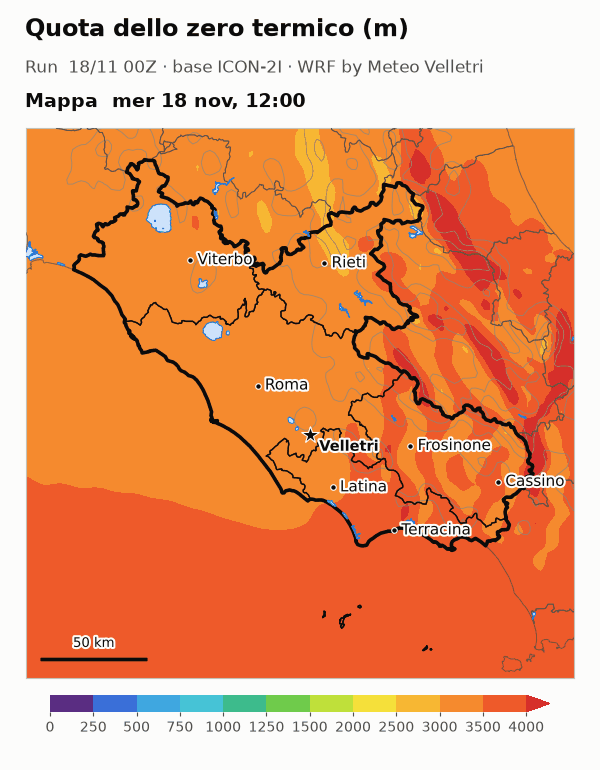 Quota dello zero termico (m)
Run 18/11 00Z · base ICON-2I · WRF by Meteo Velletri
Mappa mer 18 nov, 12:00
Viterbo
Rieti
Roma
Velletri
Frosinone
Latina
Cassino
Terracina
50 km
0 250 500 750 1000 1250 1500 2000 2500 3000 3500 4000